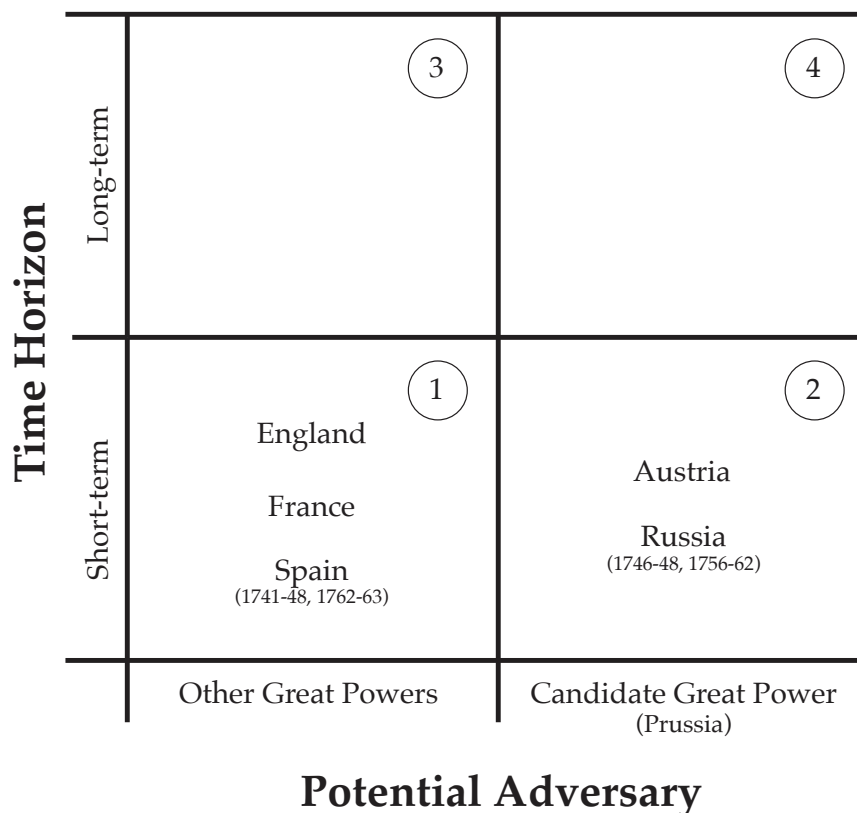 3
4
Long-term
Time Horizon
1
2
England
Austria
France
Short-term
Russia
(1746-48, 1756-62)
Spain
(1741-48, 1762-63)
Other Great Powers
Candidate Great Power
(Prussia)
Potential Adversary